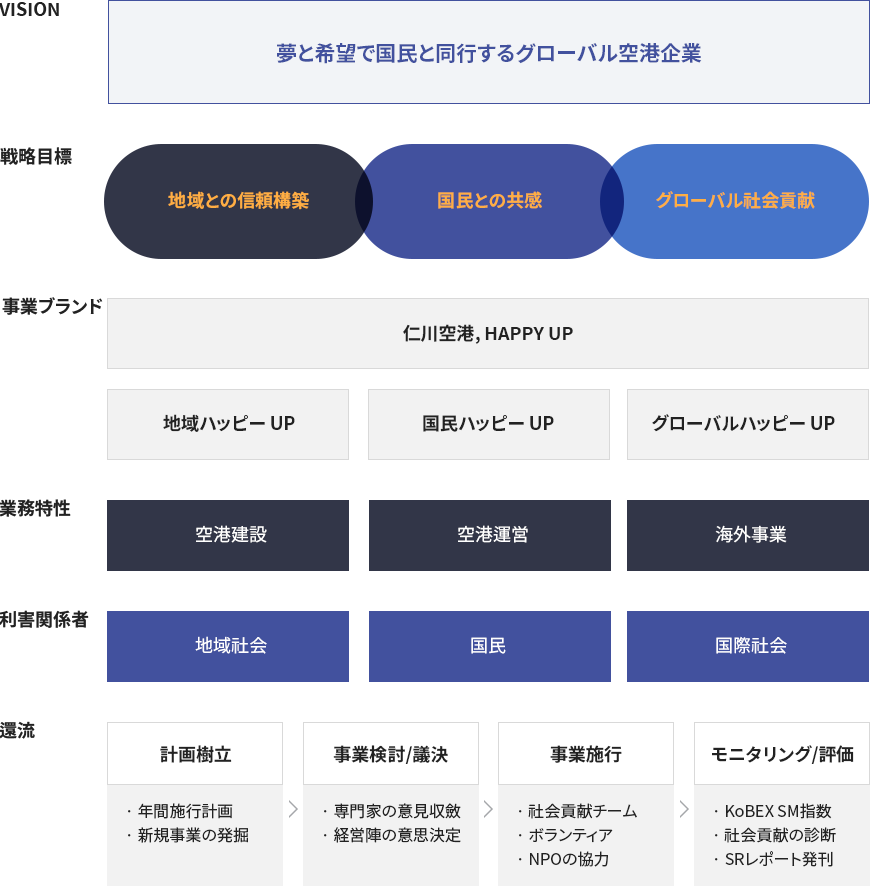 VISION
夢と希望で国民と同行するグローバル空港企業
戦略目標
地域との信頼構築
国民との共感
グローバル社会貢献
事業ブランド
仁川空港, HAPPY UP
地域ハッピー UP
国民ハッピー UP
グローバルハッピー UP
業務特性
空港建設
空港運営
海外事業
利害関係者
地域社会
国民
国際社会
還流
計画樹立
· 年間施行計画
· 新規事業の発掘
事業検討/議決
· 専門家の意見収斂
· 経営陣の意思決定
事業施行
· 社会貢献チーム
· ボランティア
· NPOの協力
モニタリング/評価
· KoBEX SM指数
· 社会貢献の診断
· SRレポート発刊